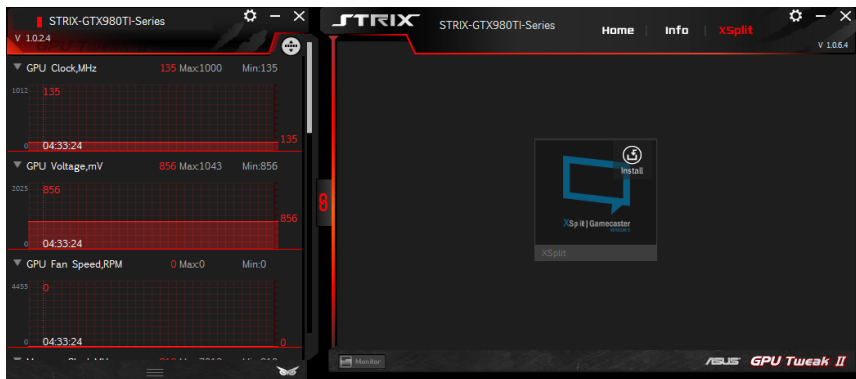 STRIX-GTX980TI-Series
V 1.0.2.4
GPU Clock,MHz 135 Max:1000 Min:135
1012 135
135
0 04:33:24
GPU Voltage,mV 856 Max:1043 Min:856
2025 856
856
0 04:33:24
GPU Fan Speed,RPM 0 Max:0 Min:0
4455 0
0 04:33:24 0
STRIX STRIX-GTX980TI-Series Home Info XSplit
V 1.0.6.4
Install
XSplit | Gamecaster
XSplit
Monitor
ASUS GPU Tweak II